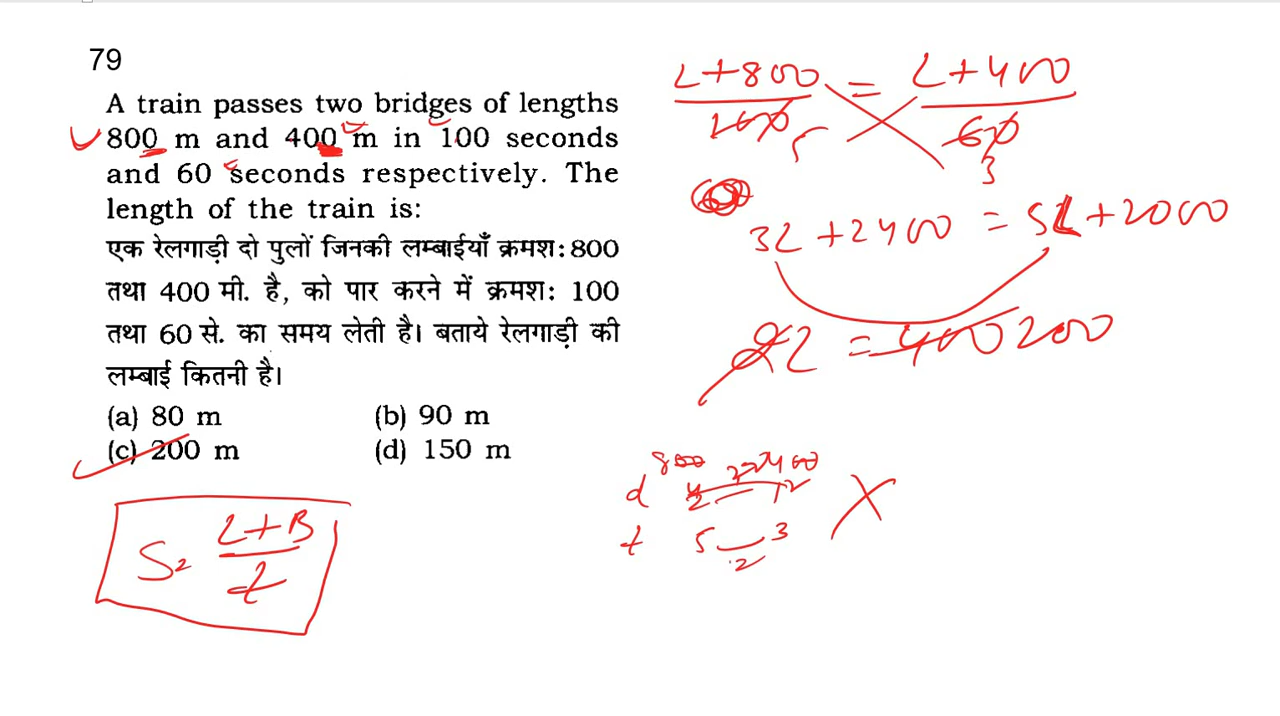 79
A train passes two bridges of lengths
800 m and 400 m in 100 seconds
and 60 seconds respectively. The
length of the train is:
एक रेलगाड़ी दो पुलों जिनकी लम्बाईयाँ क्रमश: 800
तथा 400 मी. है, को पार करने में क्रमश: 100
तथा 60 से. का समय लेती है। बताये रेलगाड़ी की
लम्बाई कितनी है।
(a) 80 m (b) 90 m
(c) 200 m (d) 150 m
S = L+B / t
L+800 / 100 = L+400 / 60
5 3
3L + 2400 = 5L + 2000
2L = 400 200
800 400
d
t 5 3
2